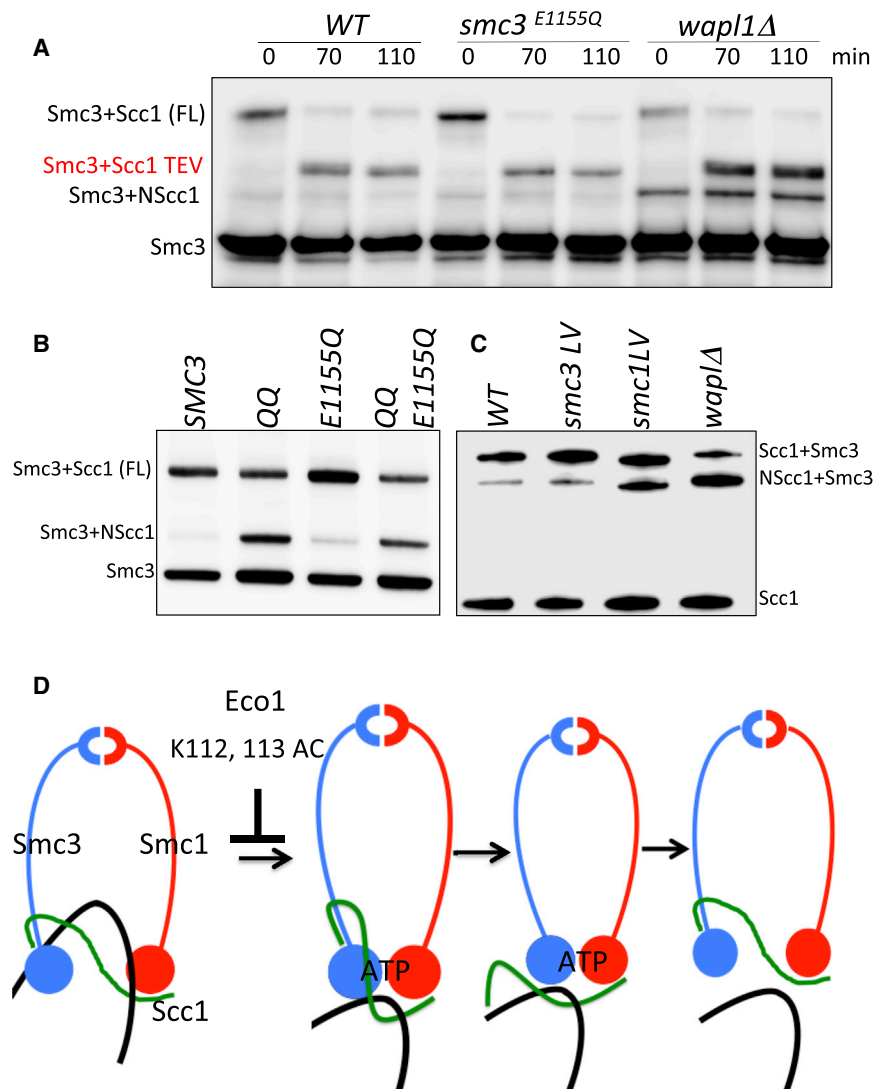 A
WT smc3 E1155Q wapl1Δ
0 70 110 0 70 110 0 70 110 min
Smc3+Scc1 (FL)
Smc3+Scc1 TEV
Smc3+NScc1
Smc3
B
SMC3 QQ E1155Q QQ E1155Q
Smc3+Scc1 (FL)
Smc3+NScc1
Smc3
C
WT smc3 LV smc1LV waplΔ
Scc1+Smc3
NScc1+Smc3
Scc1
D
Eco1
K112, 113 AC
Smc3 Smc1
Scc1
ATP ATP